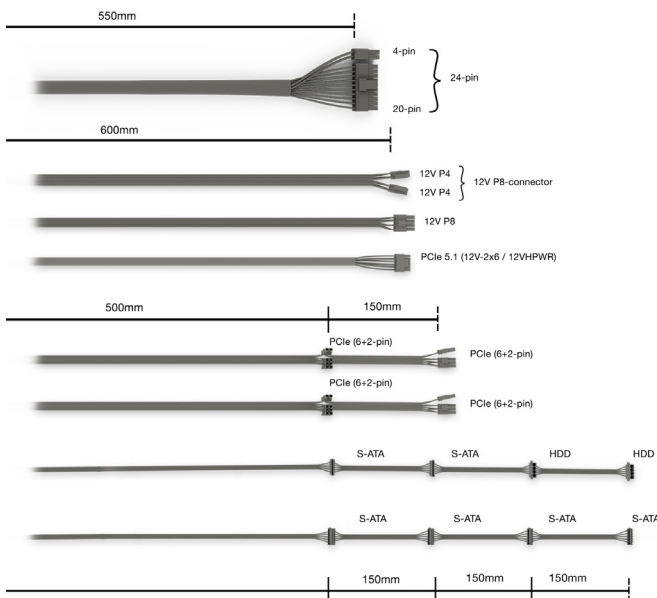 550mm
4-pin
24-pin
20-pin
600mm
12V P4
12V P4
12V P8-connector
12V P8
PCIe 5.1 (12V-2x6 / 12VHPWR)
500mm
150mm
PCIe (6+2-pin)
PCIe (6+2-pin)
PCIe (6+2-pin)
PCIe (6+2-pin)
S-ATA
S-ATA
HDD
HDD
S-ATA
S-ATA
S-ATA
S-ATA
150mm
150mm
150mm